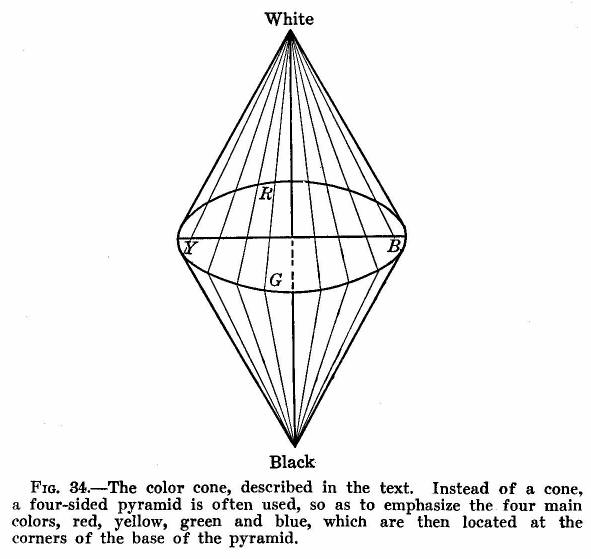 White
R
Y
B
G
Black
FIG. 34.—The color cone, described in the text. Instead of a cone,
a four-sided pyramid is often used, so as to emphasize the four main
colors, red, yellow, green and blue, which are then located at the
corners of the base of the pyramid.